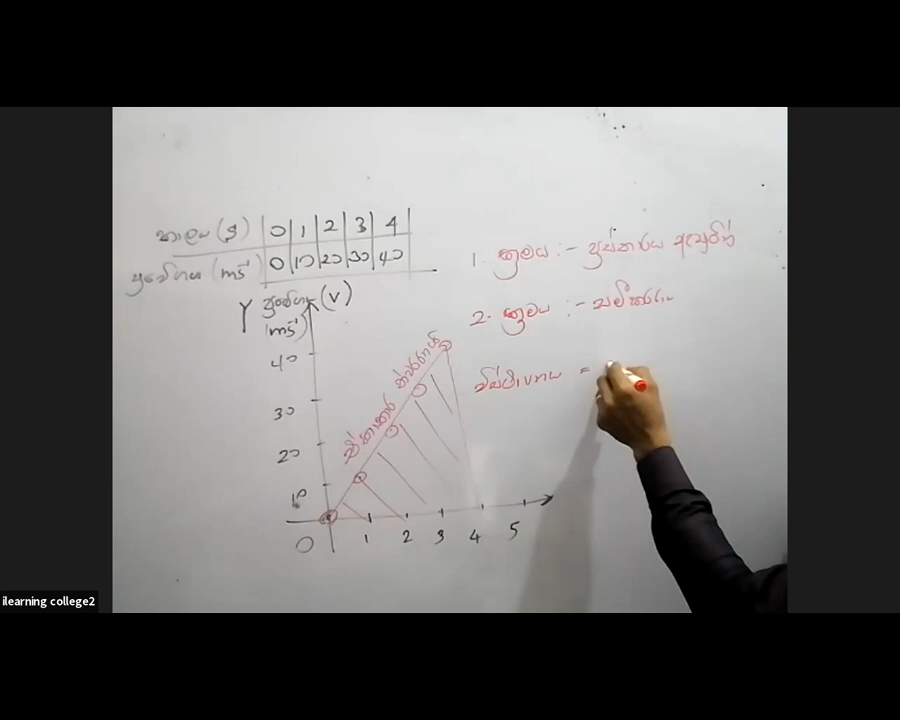 කාලය (s) | 0 | 1 | 2 | 3 | 4
ප්‍රවේගය (ms⁻¹) | 0 | 10 | 20 | 30 | 40
Y ප්‍රවේගය (v)
(ms⁻¹)
40
30
20
10
0 1 2 3 4 5
ඒකාකාර ත්වරණය
1. ක්‍රමය :- ප්‍රස්තාරය ඇසුරින්
2. ක්‍රමය :- සමීකරණ
විස්ථාපනය =
ilearning college2